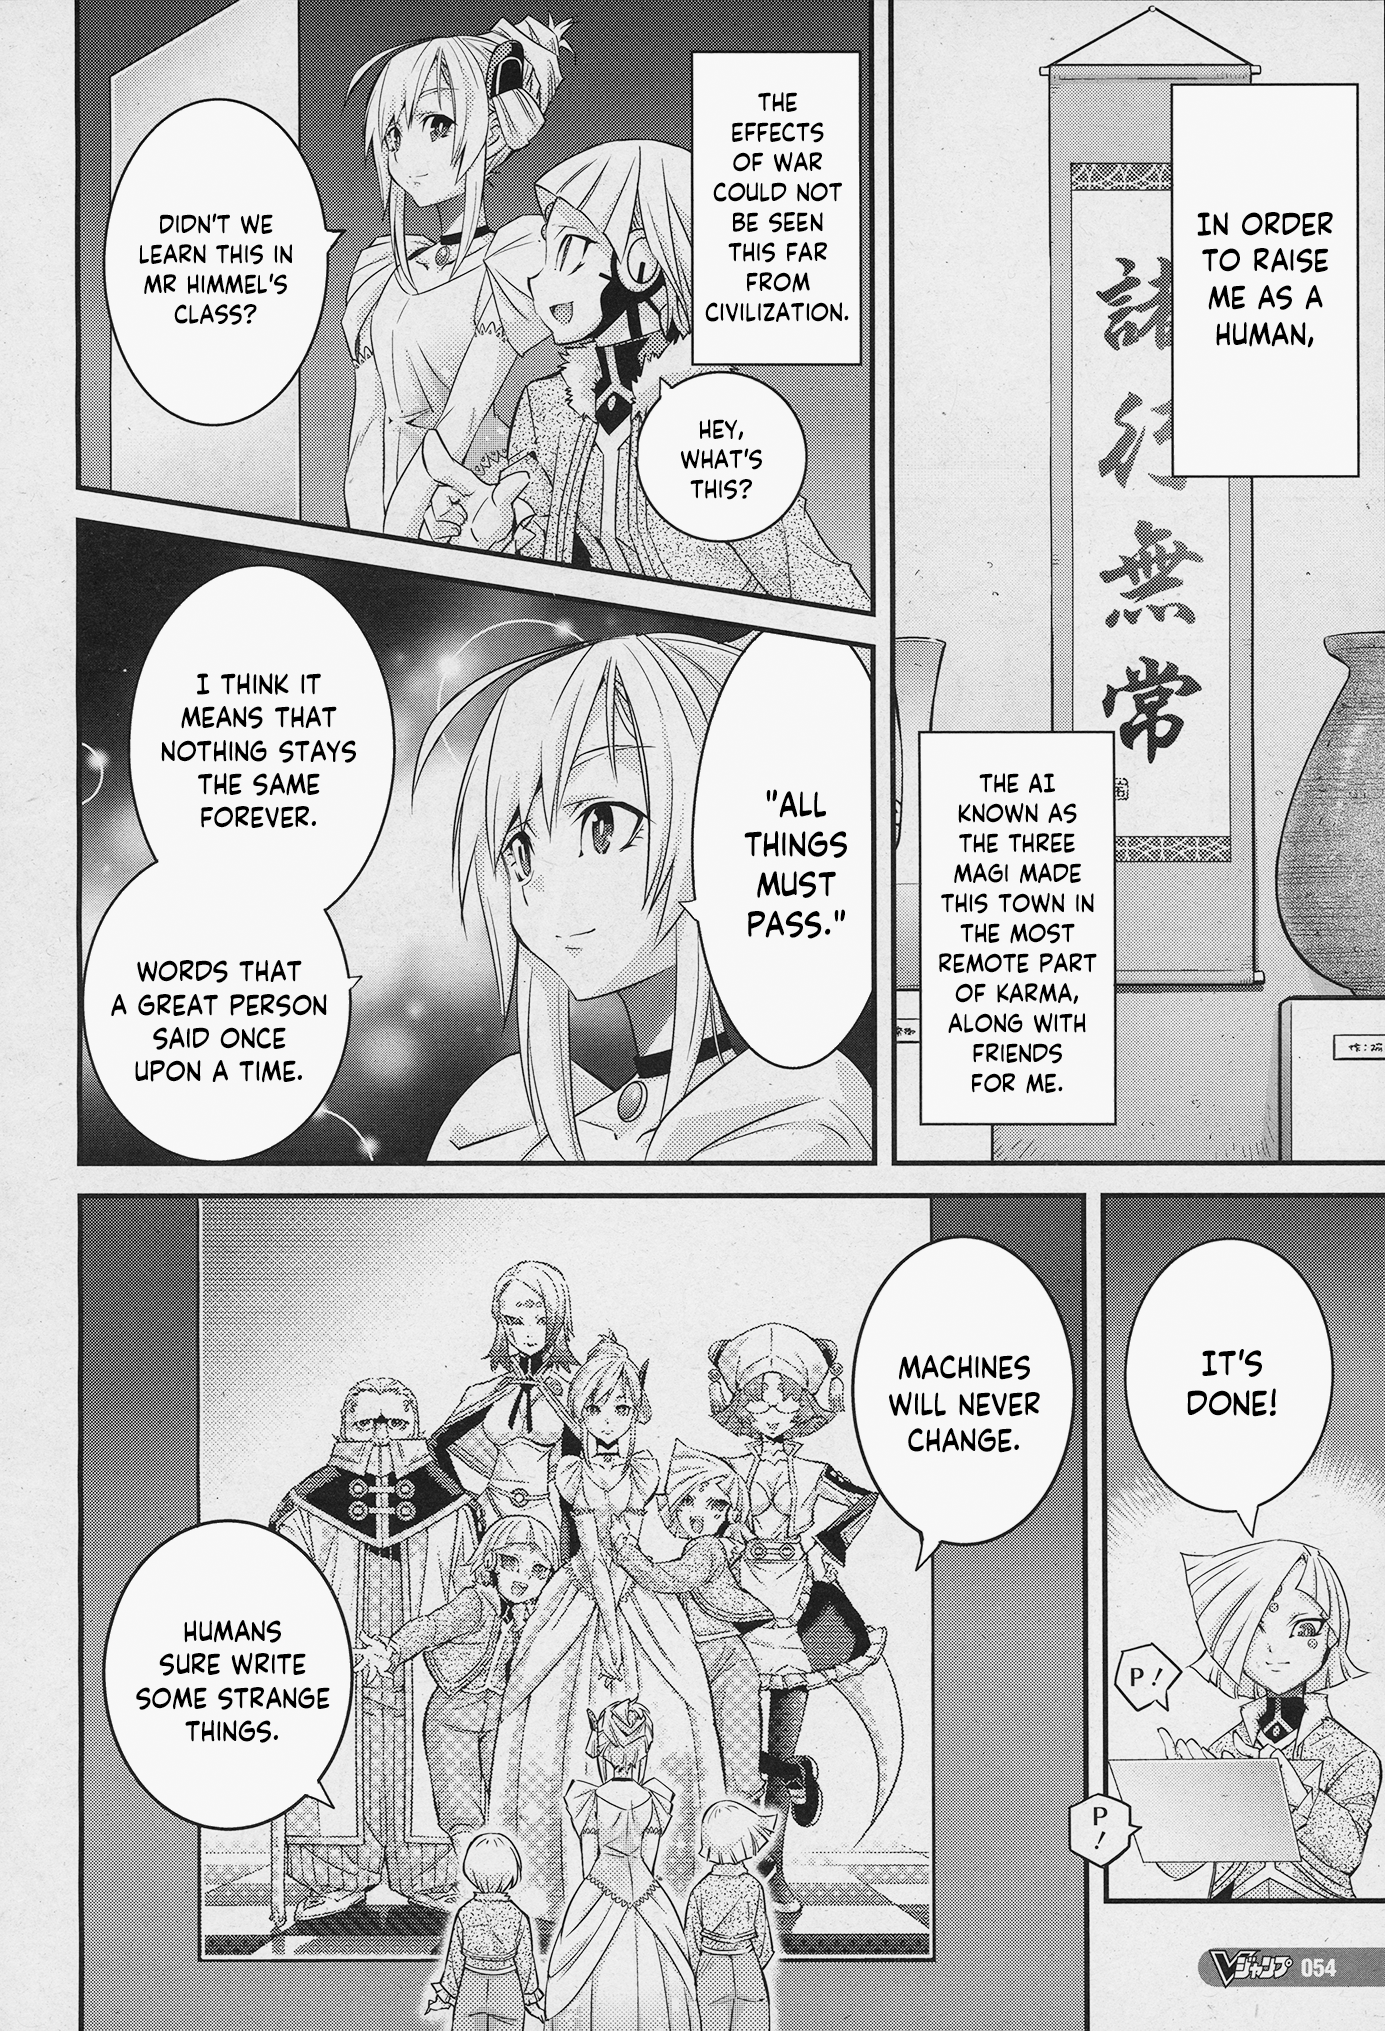 IN ORDER
TO RAISE
ME AS A
HUMAN,
諸行無常
THE AI
KNOWN AS
THE THREE
MAGI MADE
THIS TOWN IN
THE MOST
REMOTE PART
OF KARMA,
ALONG WITH
FRIENDS
FOR ME.
THE
EFFECTS
OF WAR
COULD NOT
BE SEEN
THIS FAR
FROM
CIVILIZATION.
HEY,
WHAT'S
THIS?
DIDN'T WE
LEARN THIS IN
MR HIMMEL'S
CLASS?
"ALL
THINGS
MUST
PASS."
I THINK IT
MEANS THAT
NOTHING STAYS
THE SAME
FOREVER.
WORDS THAT
A GREAT PERSON
SAID ONCE
UPON A TIME.
IT'S
DONE!
P!
P!
MACHINES
WILL NEVER
CHANGE.
HUMANS
SURE WRITE
SOME STRANGE
THINGS.
Vジャンプ 054